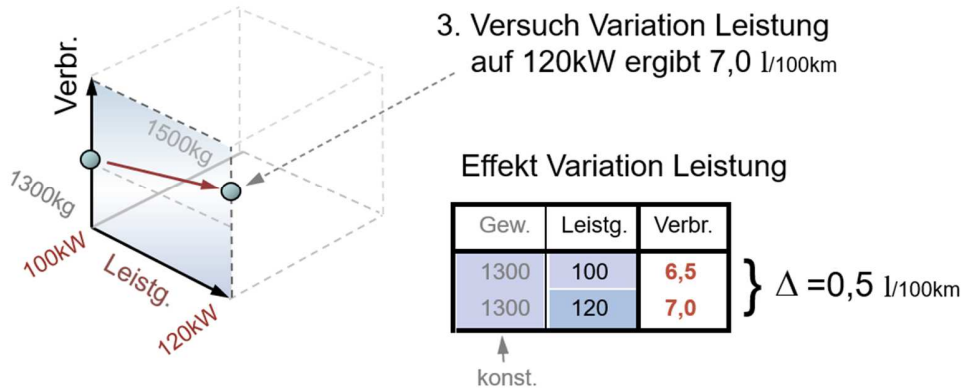 3. Versuch Variation Leistung
auf 120kW ergibt 7,0 l/100km
Verbr.
1500kg
1300kg
100kW
Leistg.
120kW
Effekt Variation Leistung
Gew. Leistg. Verbr.
1300 100 6,5
1300 120 7,0
} Δ =0,5 l/100km
konst.